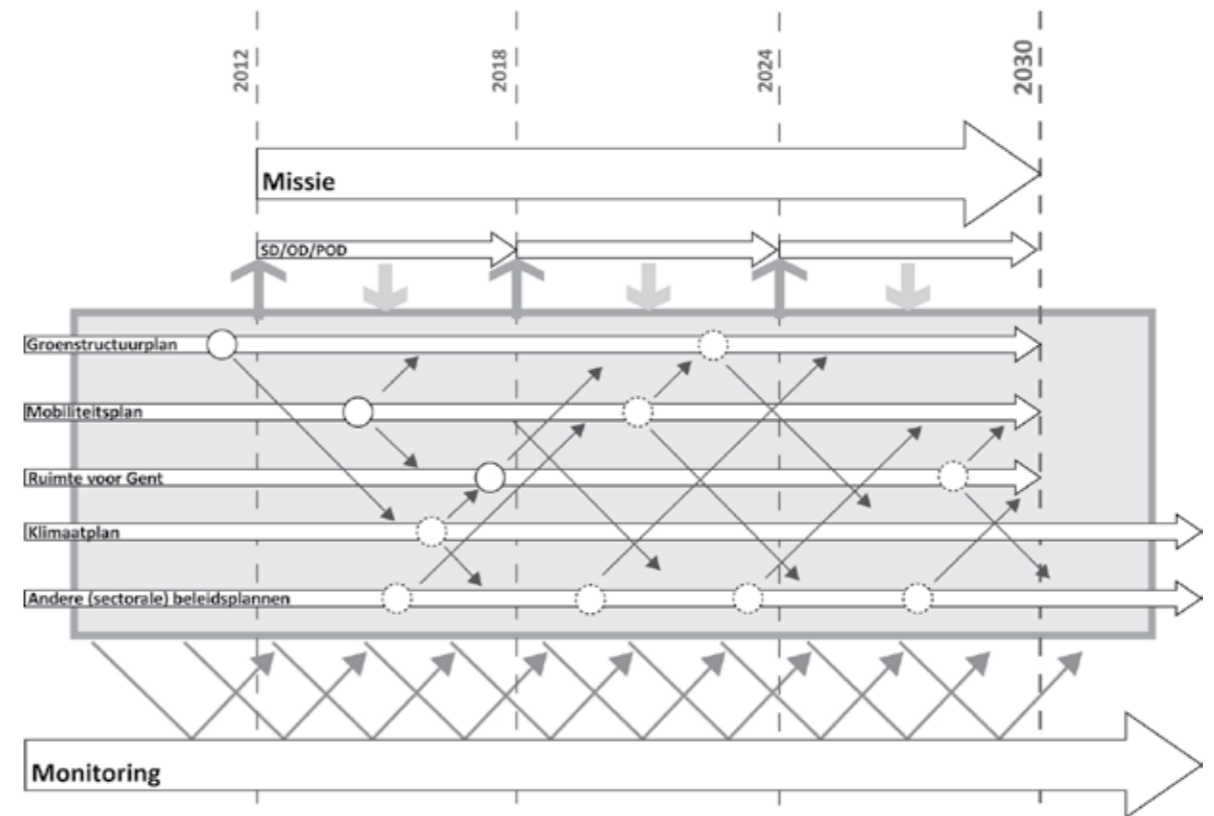 2012
2018
2024
2030
Missie
SD/OD/POD
Groenstructuurplan
Mobiliteitsplan
Ruimte voor Gent
Klimaatplan
Andere (sectorale) beleidsplannen
Monitoring